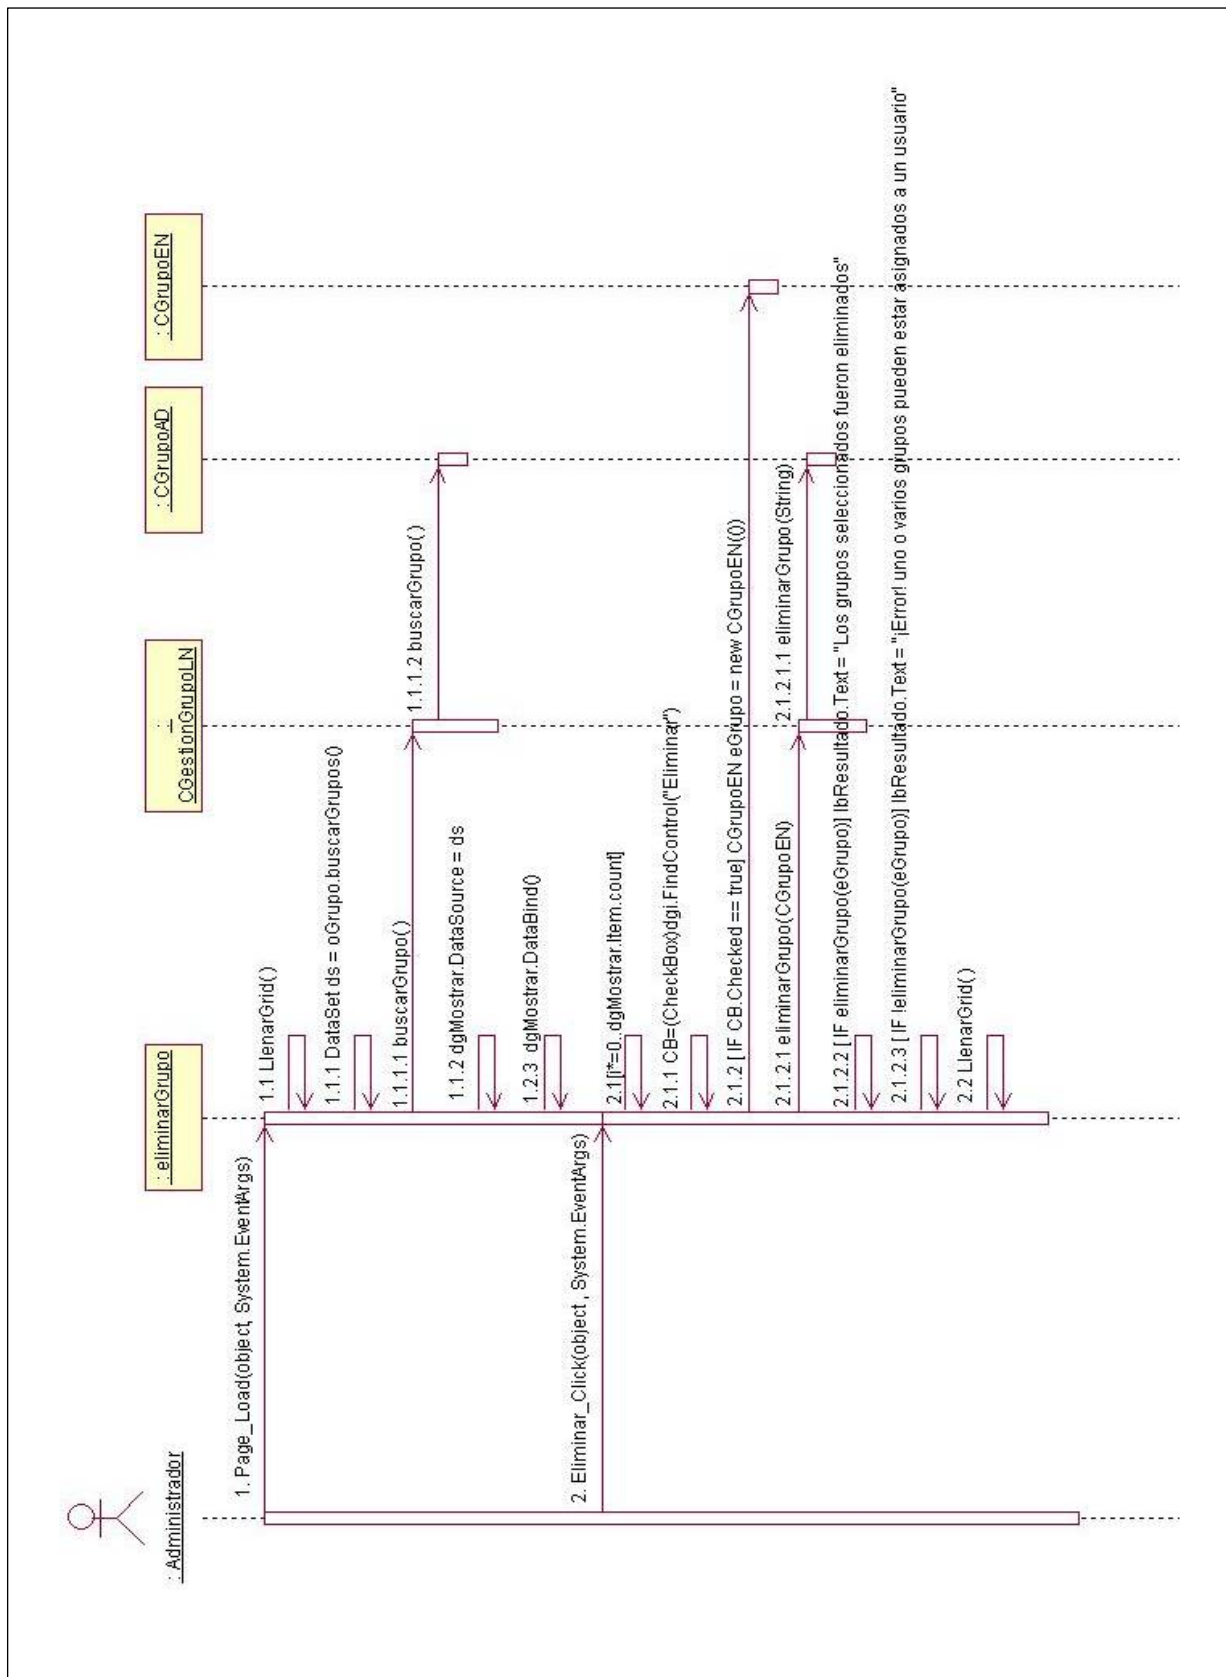 : Administrador
: eliminarGrupo
:
CGestionGrupoLN
: CGrupoAD
: CGrupoEN
1. Page_Load(object, System.EventArgs)
1.1 LlenarGrid( )
1.1.1 DataSet ds = oGrupo.buscarGrupos()
1.1.1.1 buscarGrupo( )
1.1.1.2 buscarGrupo( )
1.1.2 dgMostrar.DataSource = ds
1.2.3 dgMostrar.DataBind()
2. Eliminar_Click(object , System.EventArgs)
2.1[i*=0..dgMostrar.Item.count]
2.1.1 CB=(CheckBox)dgi.FindControl("Eliminar")
2.1.2 [IF CB.Checked == true] CGrupoEN eGrupo = new CGrupoEN(()
2.1.2.1 eliminarGrupo(CGrupoEN)
2.1.2.1.1 eliminarGrupo(String)
2.1.2.2 [IF eliminarGrupo(eGrupo)] lbResultado.Text = "Los grupos seleccionados fueron eliminados"
2.1.2.3 [IF !eliminarGrupo(eGrupo)] lbResultado.Text = "¡Error! uno o varios grupos pueden estar asignados a un usuario"
2.2 LlenarGrid( )